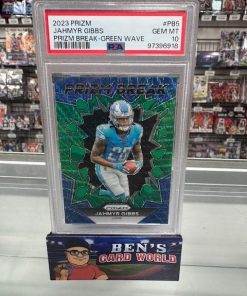 2023 PRIZM #PB5
JAHMYR GIBBS GEM MT
PRIZM BREAK-GREEN WAVE 10
PSA 97396918
PRIZM BREAK
PRIZM
JAHMYR GIBBS
BEN'S
CARD WORLD